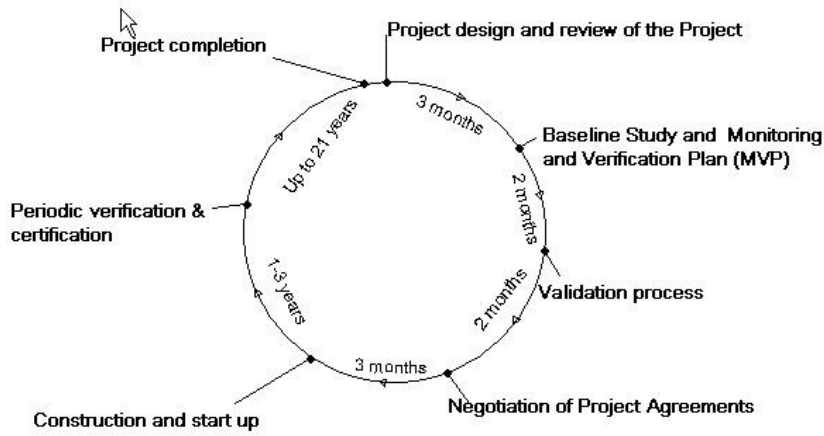 Project completion
Project design and review of the Project
3 months
Baseline Study and Monitoring
and Verification Plan (MVP)
2 months
Validation process
2 months
Negotiation of Project Agreements
3 months
Construction and start up
1-3 years
Periodic verification &
certification
Up to 21 years